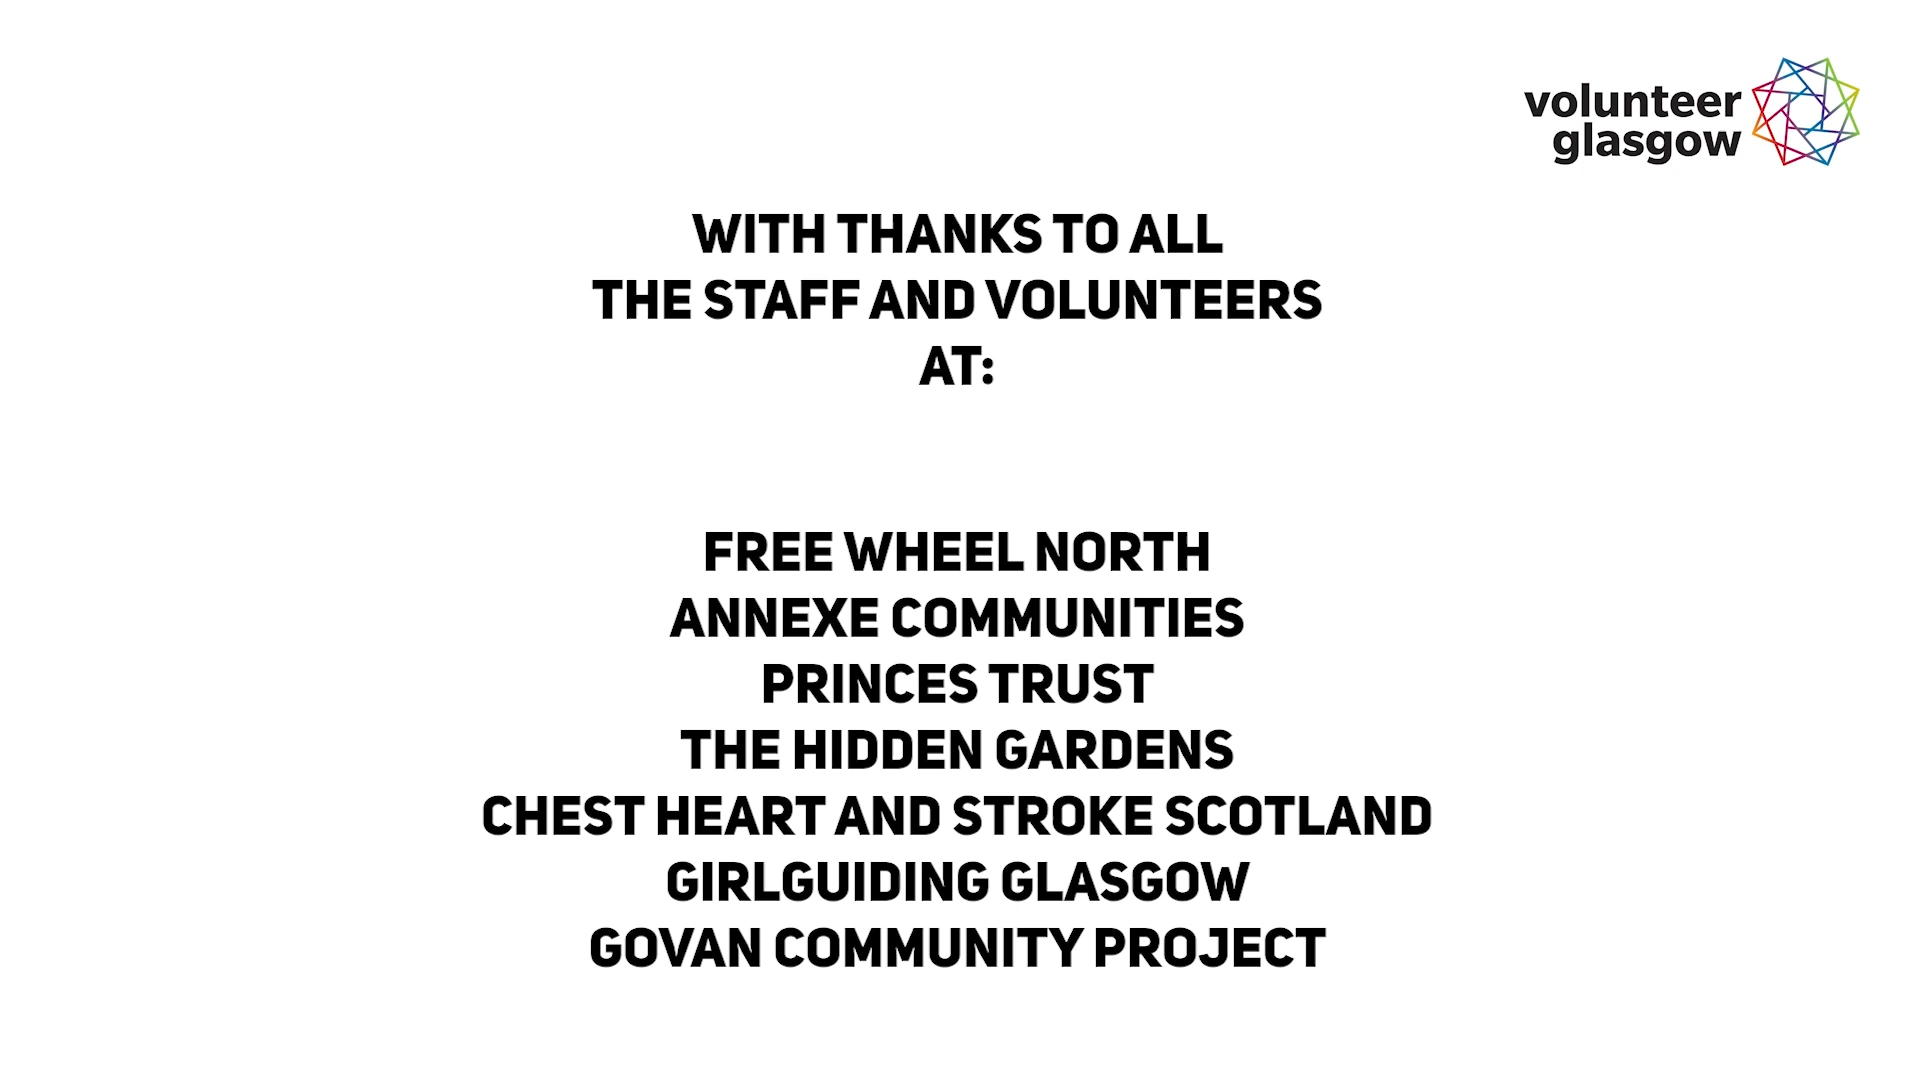 volunteer
glasgow
WITH THANKS TO ALL
THE STAFF AND VOLUNTEERS
AT:
FREE WHEEL NORTH
ANNEXE COMMUNITIES
PRINCES TRUST
THE HIDDEN GARDENS
CHEST HEART AND STROKE SCOTLAND
GIRLGUIDING GLASGOW
GOVAN COMMUNITY PROJECT